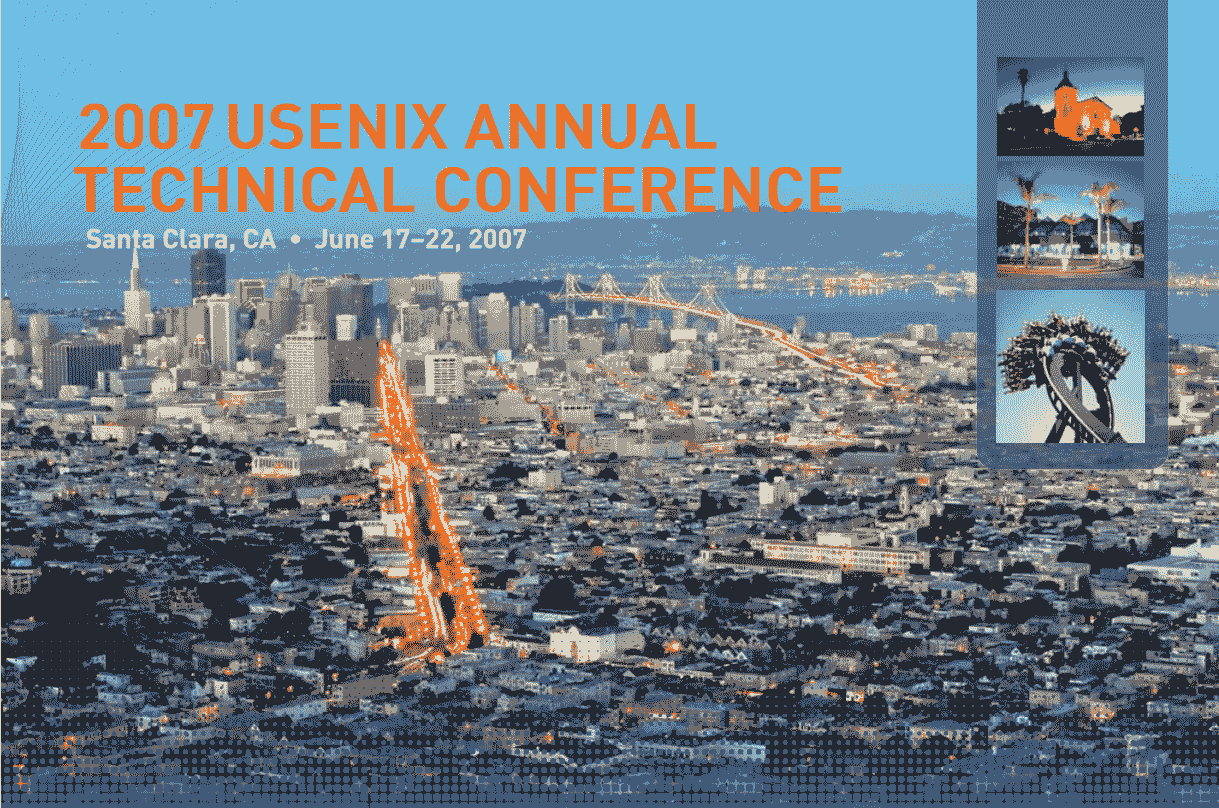 2007 USENIX ANNUAL
TECHNICAL CONFERENCE
Santa Clara, CA • June 17–22, 2007